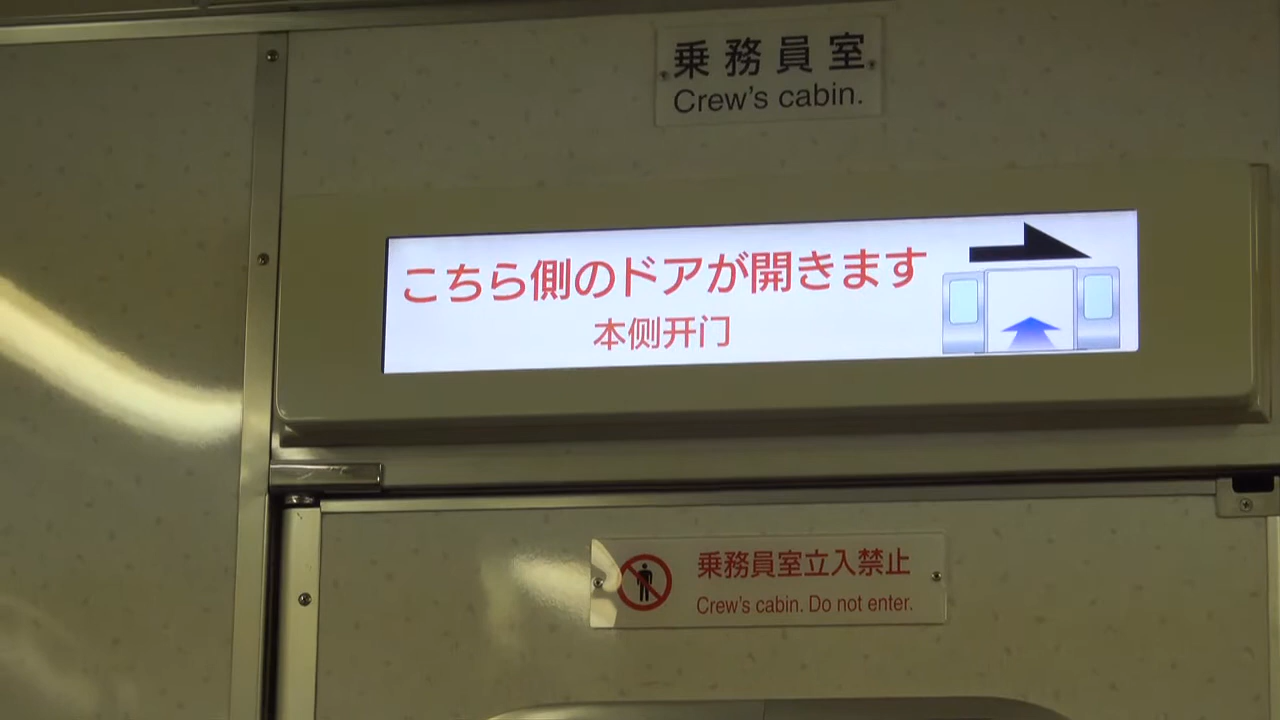 乗務員室
Crew's cabin.
こちら側のドアが開きます
本侧开门
乗務員室立入禁止
Crew's cabin. Do not enter.